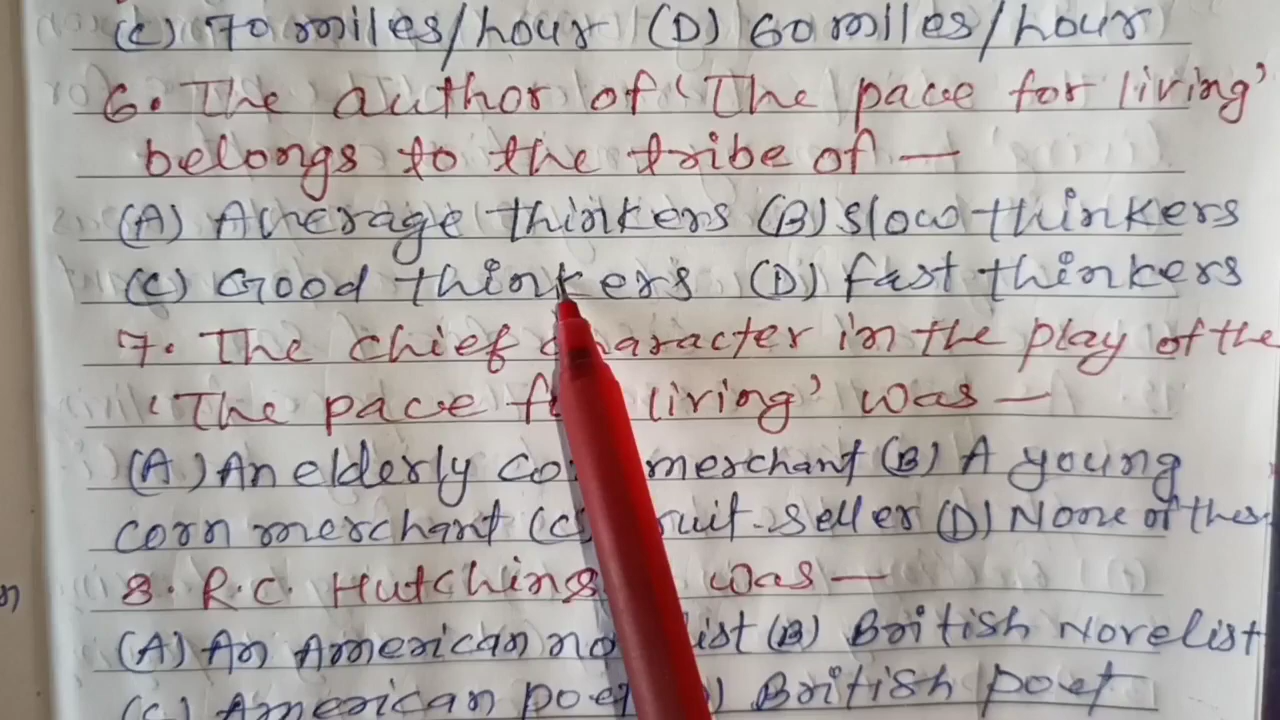 (C) 70 miles/hour (D) 60 miles/hour
6. The author of 'The pace for living'
belongs to the tribe of —
(A) Average thinkers (B) Slow thinkers
(C) Good thinkers (D) fast thinkers
7. The chief character in the play of the
'The pace living' was —
(A) An elderly merchant (B) A young
corn merchant (C) seller (D) None of
8. R.C. was —
(A) An American (B) British Novelist
(C) American poet British poet